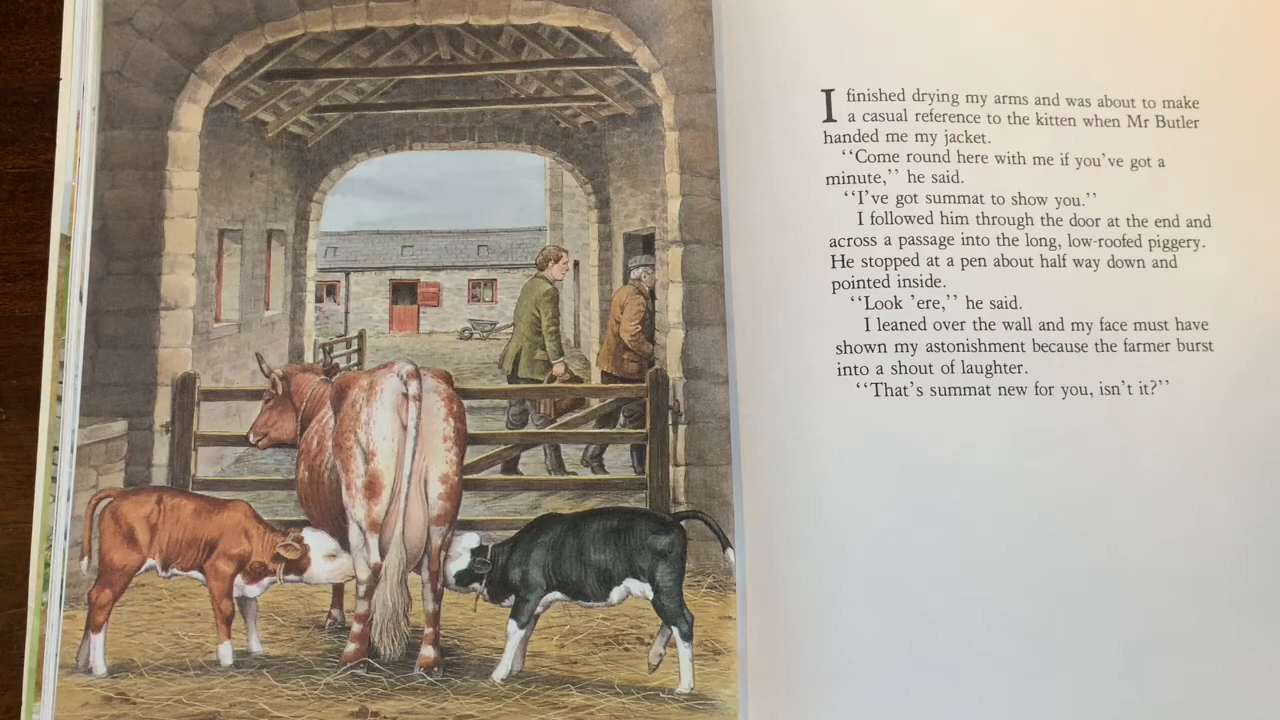 I finished drying my arms and was about to make
a casual reference to the kitten when Mr Butler
handed me my jacket.
‘‘Come round here with me if you’ve got a
minute,’’ he said.
‘‘I’ve got summat to show you.’’
I followed him through the door at the end and
across a passage into the long, low-roofed piggery.
He stopped at a pen about half way down and
pointed inside.
‘‘Look ’ere,’’ he said.
I leaned over the wall and my face must have
shown my astonishment because the farmer burst
into a shout of laughter.
‘‘That’s summat new for you, isn’t it?’’